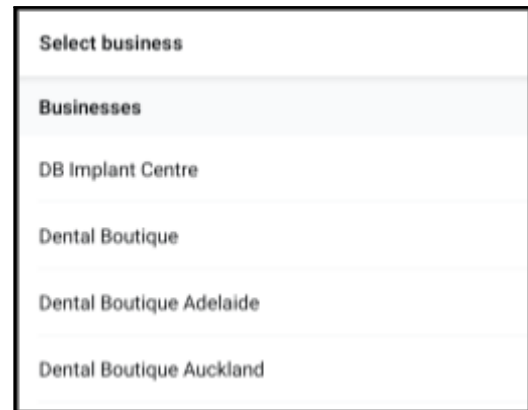 Select business
Businesses
DB Implant Centre
Dental Boutique
Dental Boutique Adelaide
Dental Boutique Auckland